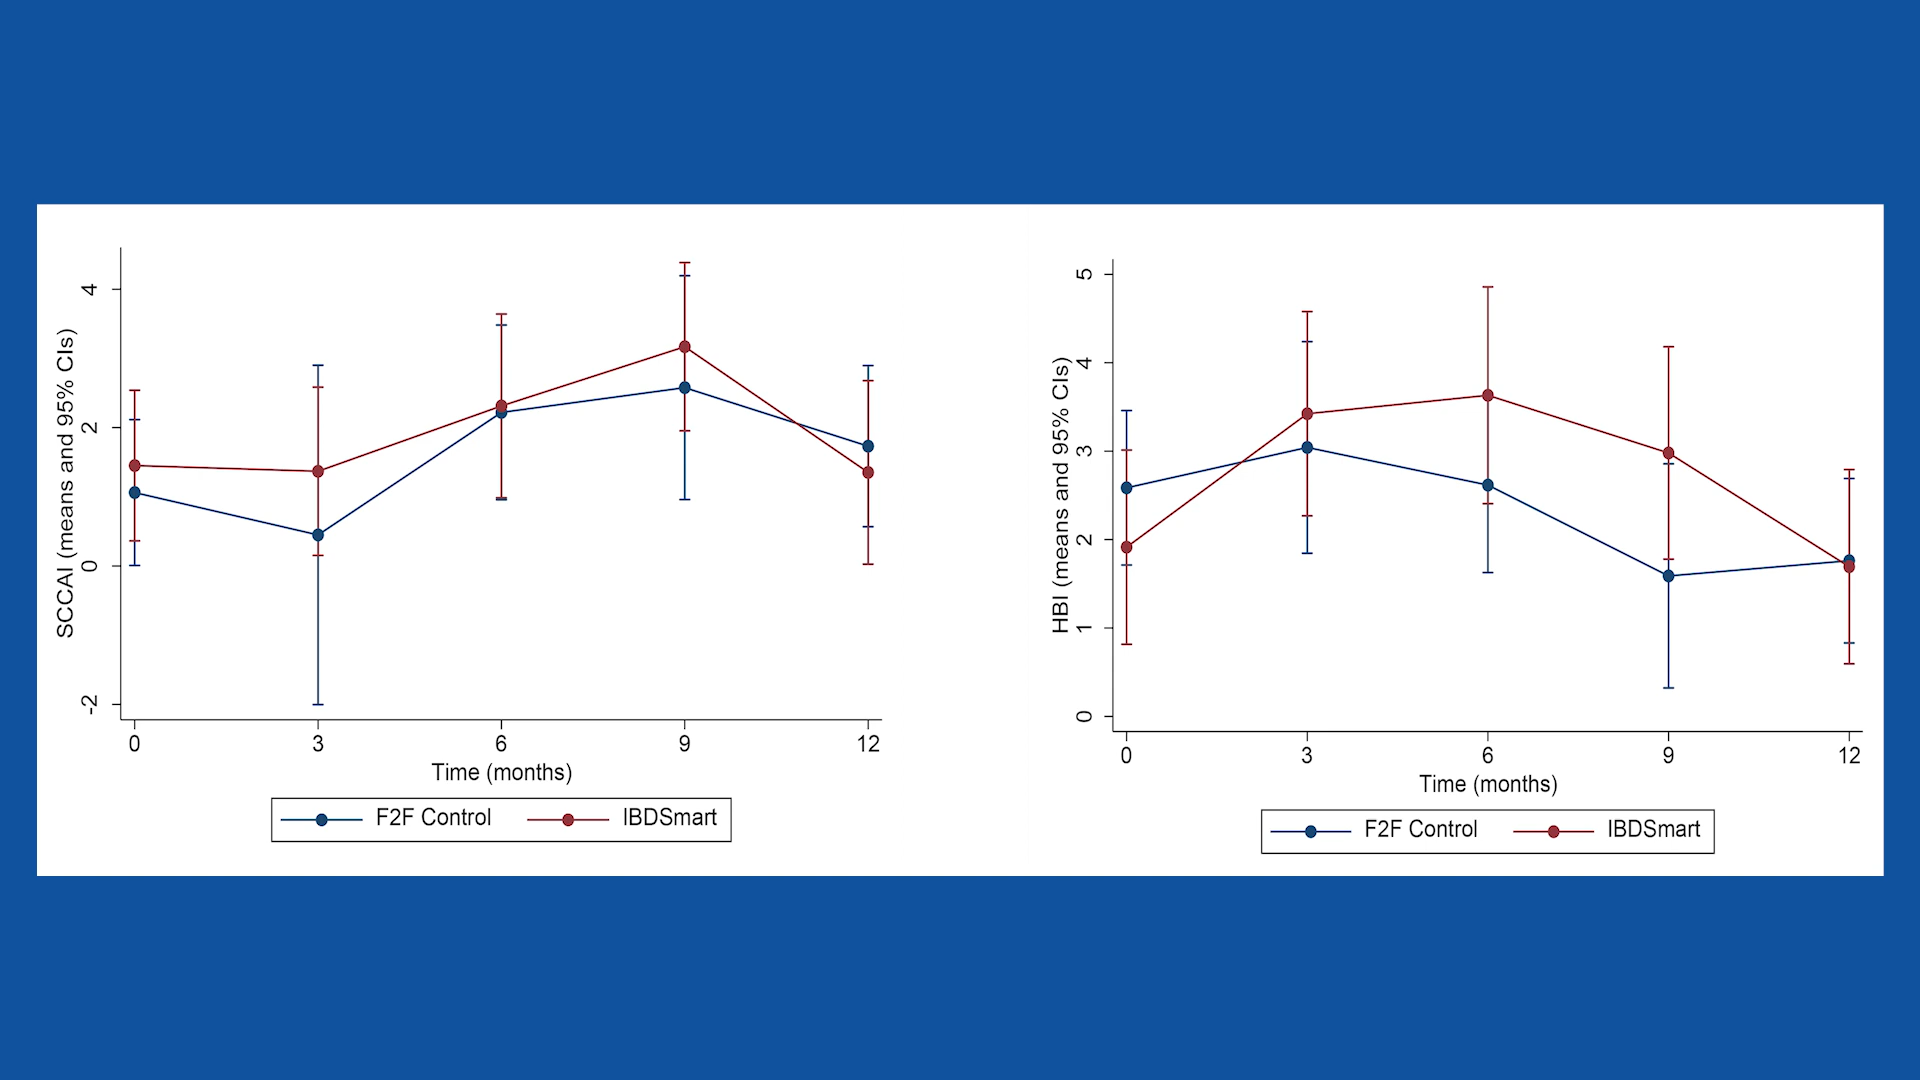 SCCAI (means and 95% CIs)
4
2
0
-2
0 3 6 9 12
Time (months)
F2F Control IBDSmart
HBI (means and 95% CIs)
5
4
3
2
1
0
0 3 6 9 12
Time (months)
F2F Control IBDSmart